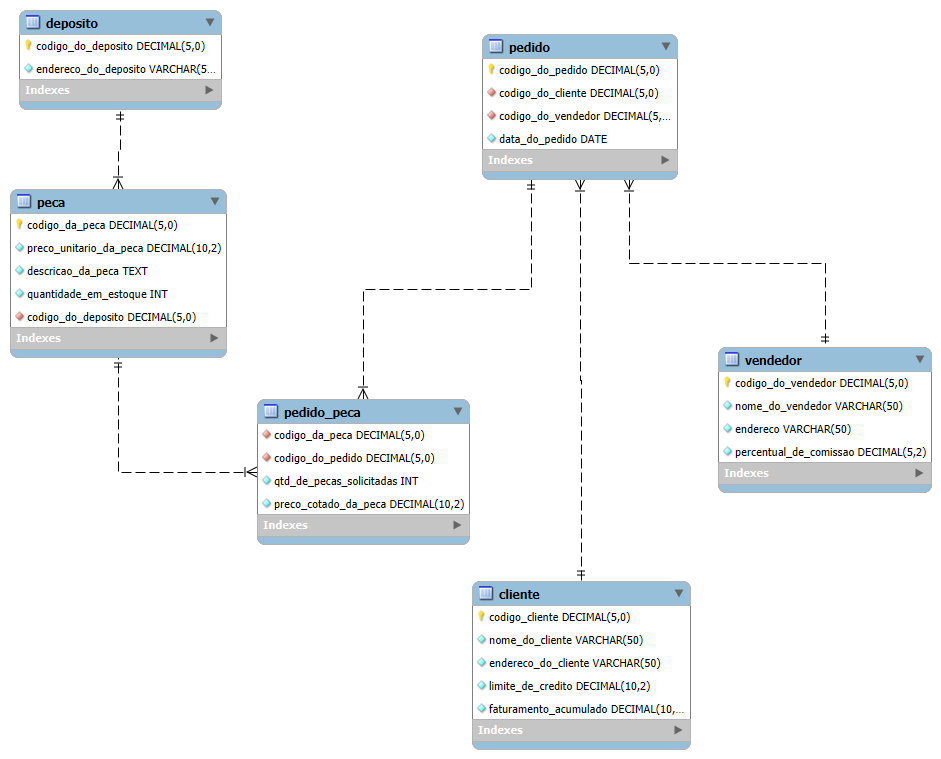 deposito
codigo_do_deposito DECIMAL(5,0)
endereco_do_deposito VARCHAR(5...
Indexes
peca
codigo_da_peca DECIMAL(5,0)
preco_unitario_da_peca DECIMAL(10,2)
descricao_da_peca TEXT
quantidade_em_estoque INT
codigo_do_deposito DECIMAL(5,0)
Indexes
pedido
codigo_do_pedido DECIMAL(5,0)
codigo_do_cliente DECIMAL(5,0)
codigo_do_vendedor DECIMAL(5,...
data_do_pedido DATE
Indexes
pedido_peca
codigo_da_peca DECIMAL(5,0)
codigo_do_pedido DECIMAL(5,0)
qtd_de_pecas_solicitadas INT
preco_cotado_da_peca DECIMAL(10,2)
Indexes
vendedor
codigo_do_vendedor DECIMAL(5,0)
nome_do_vendedor VARCHAR(50)
endereco VARCHAR(50)
percentual_de_comissao DECIMAL(5,2)
Indexes
cliente
codigo_cliente DECIMAL(5,0)
nome_do_cliente VARCHAR(50)
endereco_do_cliente VARCHAR(50)
limite_de_credito DECIMAL(10,2)
faturamento_acumulado DECIMAL(10,...
Indexes